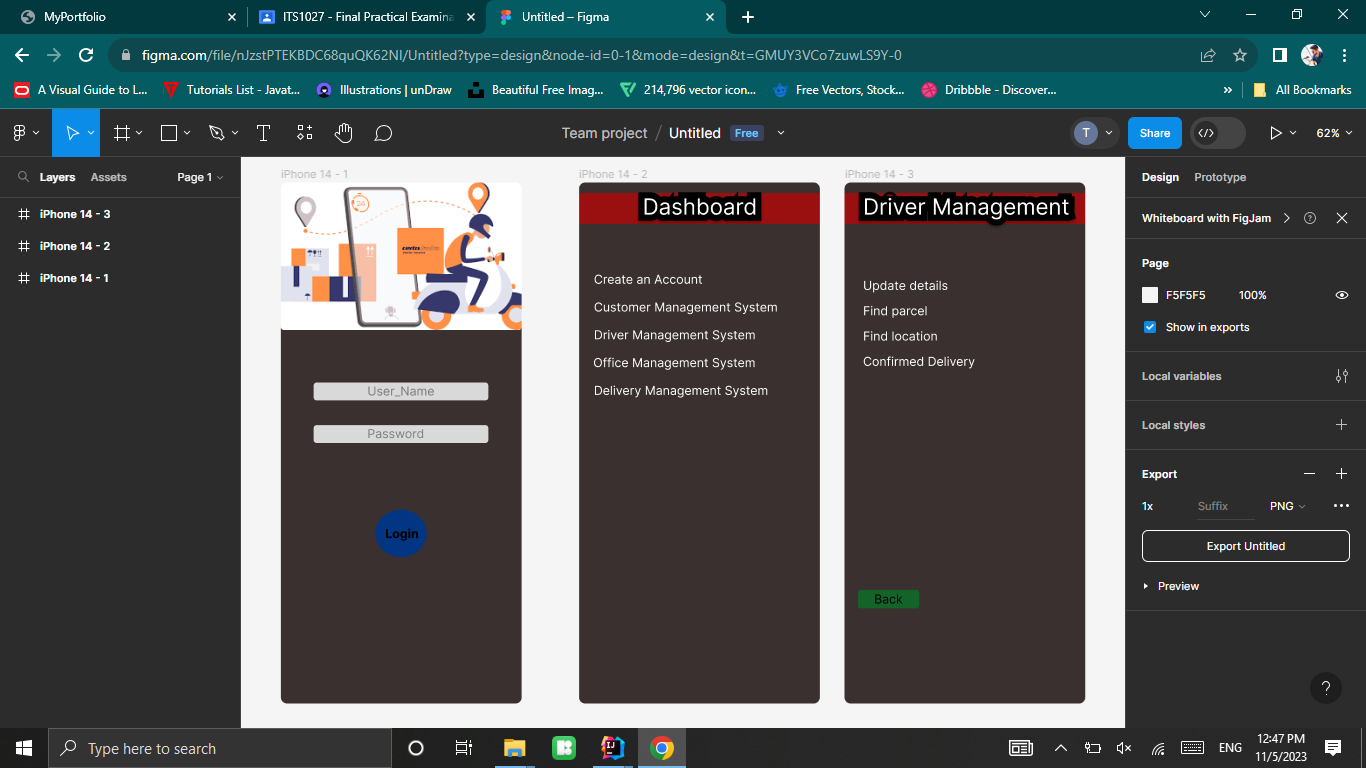 MyPortfolio
ITS1027 - Final Practical Examina
Untitled – Figma
figma.com/file/nJzstPTEKBDC68quQK62NI/Untitled?type=design&node-id=0-1&mode=design&t=GMUY3VCo7zuwLS9Y-0
A Visual Guide to L...
Tutorials List - Javat...
Illustrations | unDraw
Beautiful Free Imag...
214,796 vector icon...
Free Vectors, Stock...
Dribbble - Discover...
»
All Bookmarks
Team project / Untitled Free
T
Share
62%
Layers Assets Page 1
iPhone 14 - 3
iPhone 14 - 2
iPhone 14 - 1
iPhone 14 - 1
24
User_Name
Password
Login
iPhone 14 - 2
Dashboard
Create an Account
Customer Management System
Driver Management System
Office Management System
Delivery Management System
iPhone 14 - 3
Driver Management
Update details
Find parcel
Find location
Confirmed Delivery
Back
Design Prototype
Whiteboard with FigJam
Page
F5F5F5 100%
Show in exports
Local variables
Local styles
Export
1x Suffix PNG
Export Untitled
Preview
?
Type here to search
ENG
12:47 PM
11/5/2023